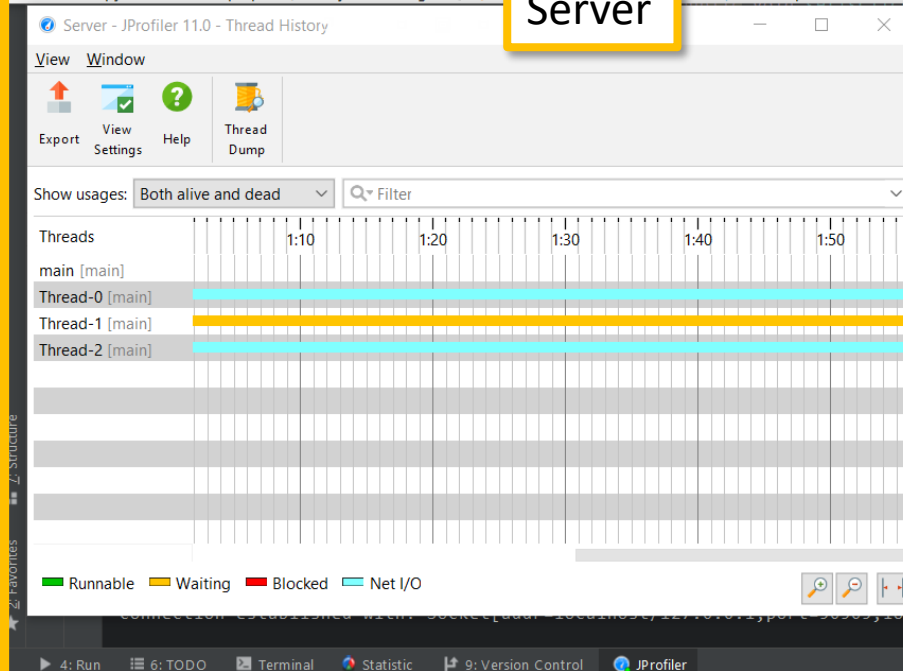 Server
Server - JProfiler 11.0 - Thread History
View Window
Export
View Settings
Help
Thread Dump
Show usages: Both alive and dead
Filter
Threads
1:10 1:20 1:30 1:40 1:50
main [main]
Thread-0 [main]
Thread-1 [main]
Thread-2 [main]
Runnable Waiting Blocked Net I/O
7: Structure
2: Favorites
4: Run 6: TODO Terminal Statistic 9: Version Control JProfiler